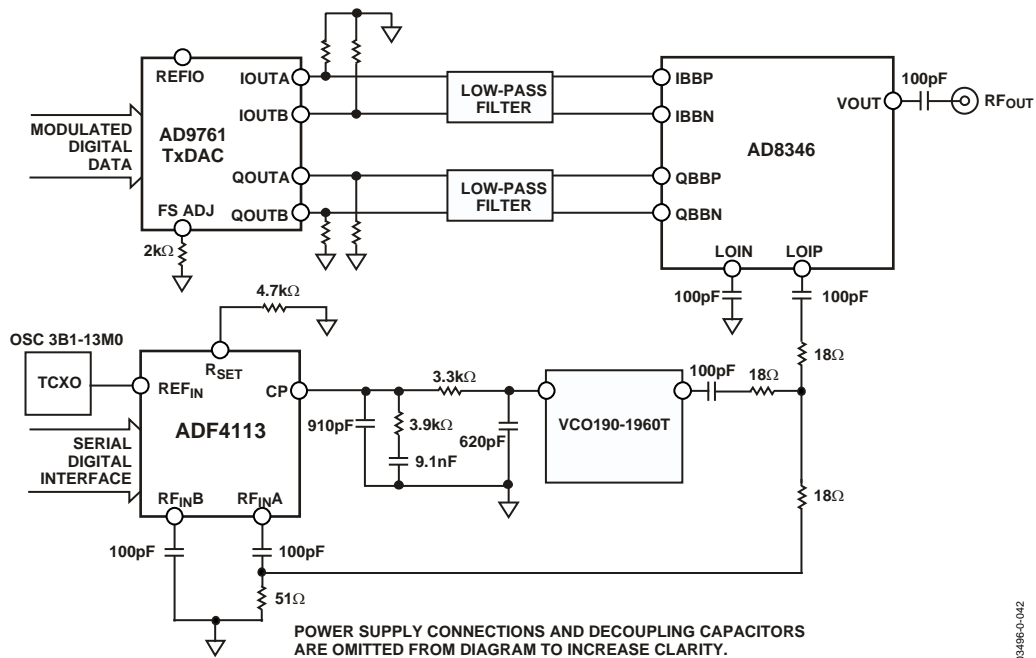 REFIO
IOUTA
IOUTB
MODULATED
DIGITAL
DATA
AD9761
TxDAC
QOUTA
QOUTB
FS ADJ
2kΩ
LOW-PASS
FILTER
LOW-PASS
FILTER
IBBP
IBBN
QBBP
QBBN
AD8346
VOUT
100pF
RFOUT
LOIN
LOIP
100pF
100pF
18Ω
4.7kΩ
OSC 3B1-13M0
TCXO
REFIN
RSET
CP
ADF4113
SERIAL
DIGITAL
INTERFACE
RFINB
RFINA
910pF
3.3kΩ
3.9kΩ
9.1nF
620pF
VCO190-1960T
100pF
18Ω
18Ω
100pF
100pF
51Ω
POWER SUPPLY CONNECTIONS AND DECOUPLING CAPACITORS
ARE OMITTED FROM DIAGRAM TO INCREASE CLARITY.
03496-0-042